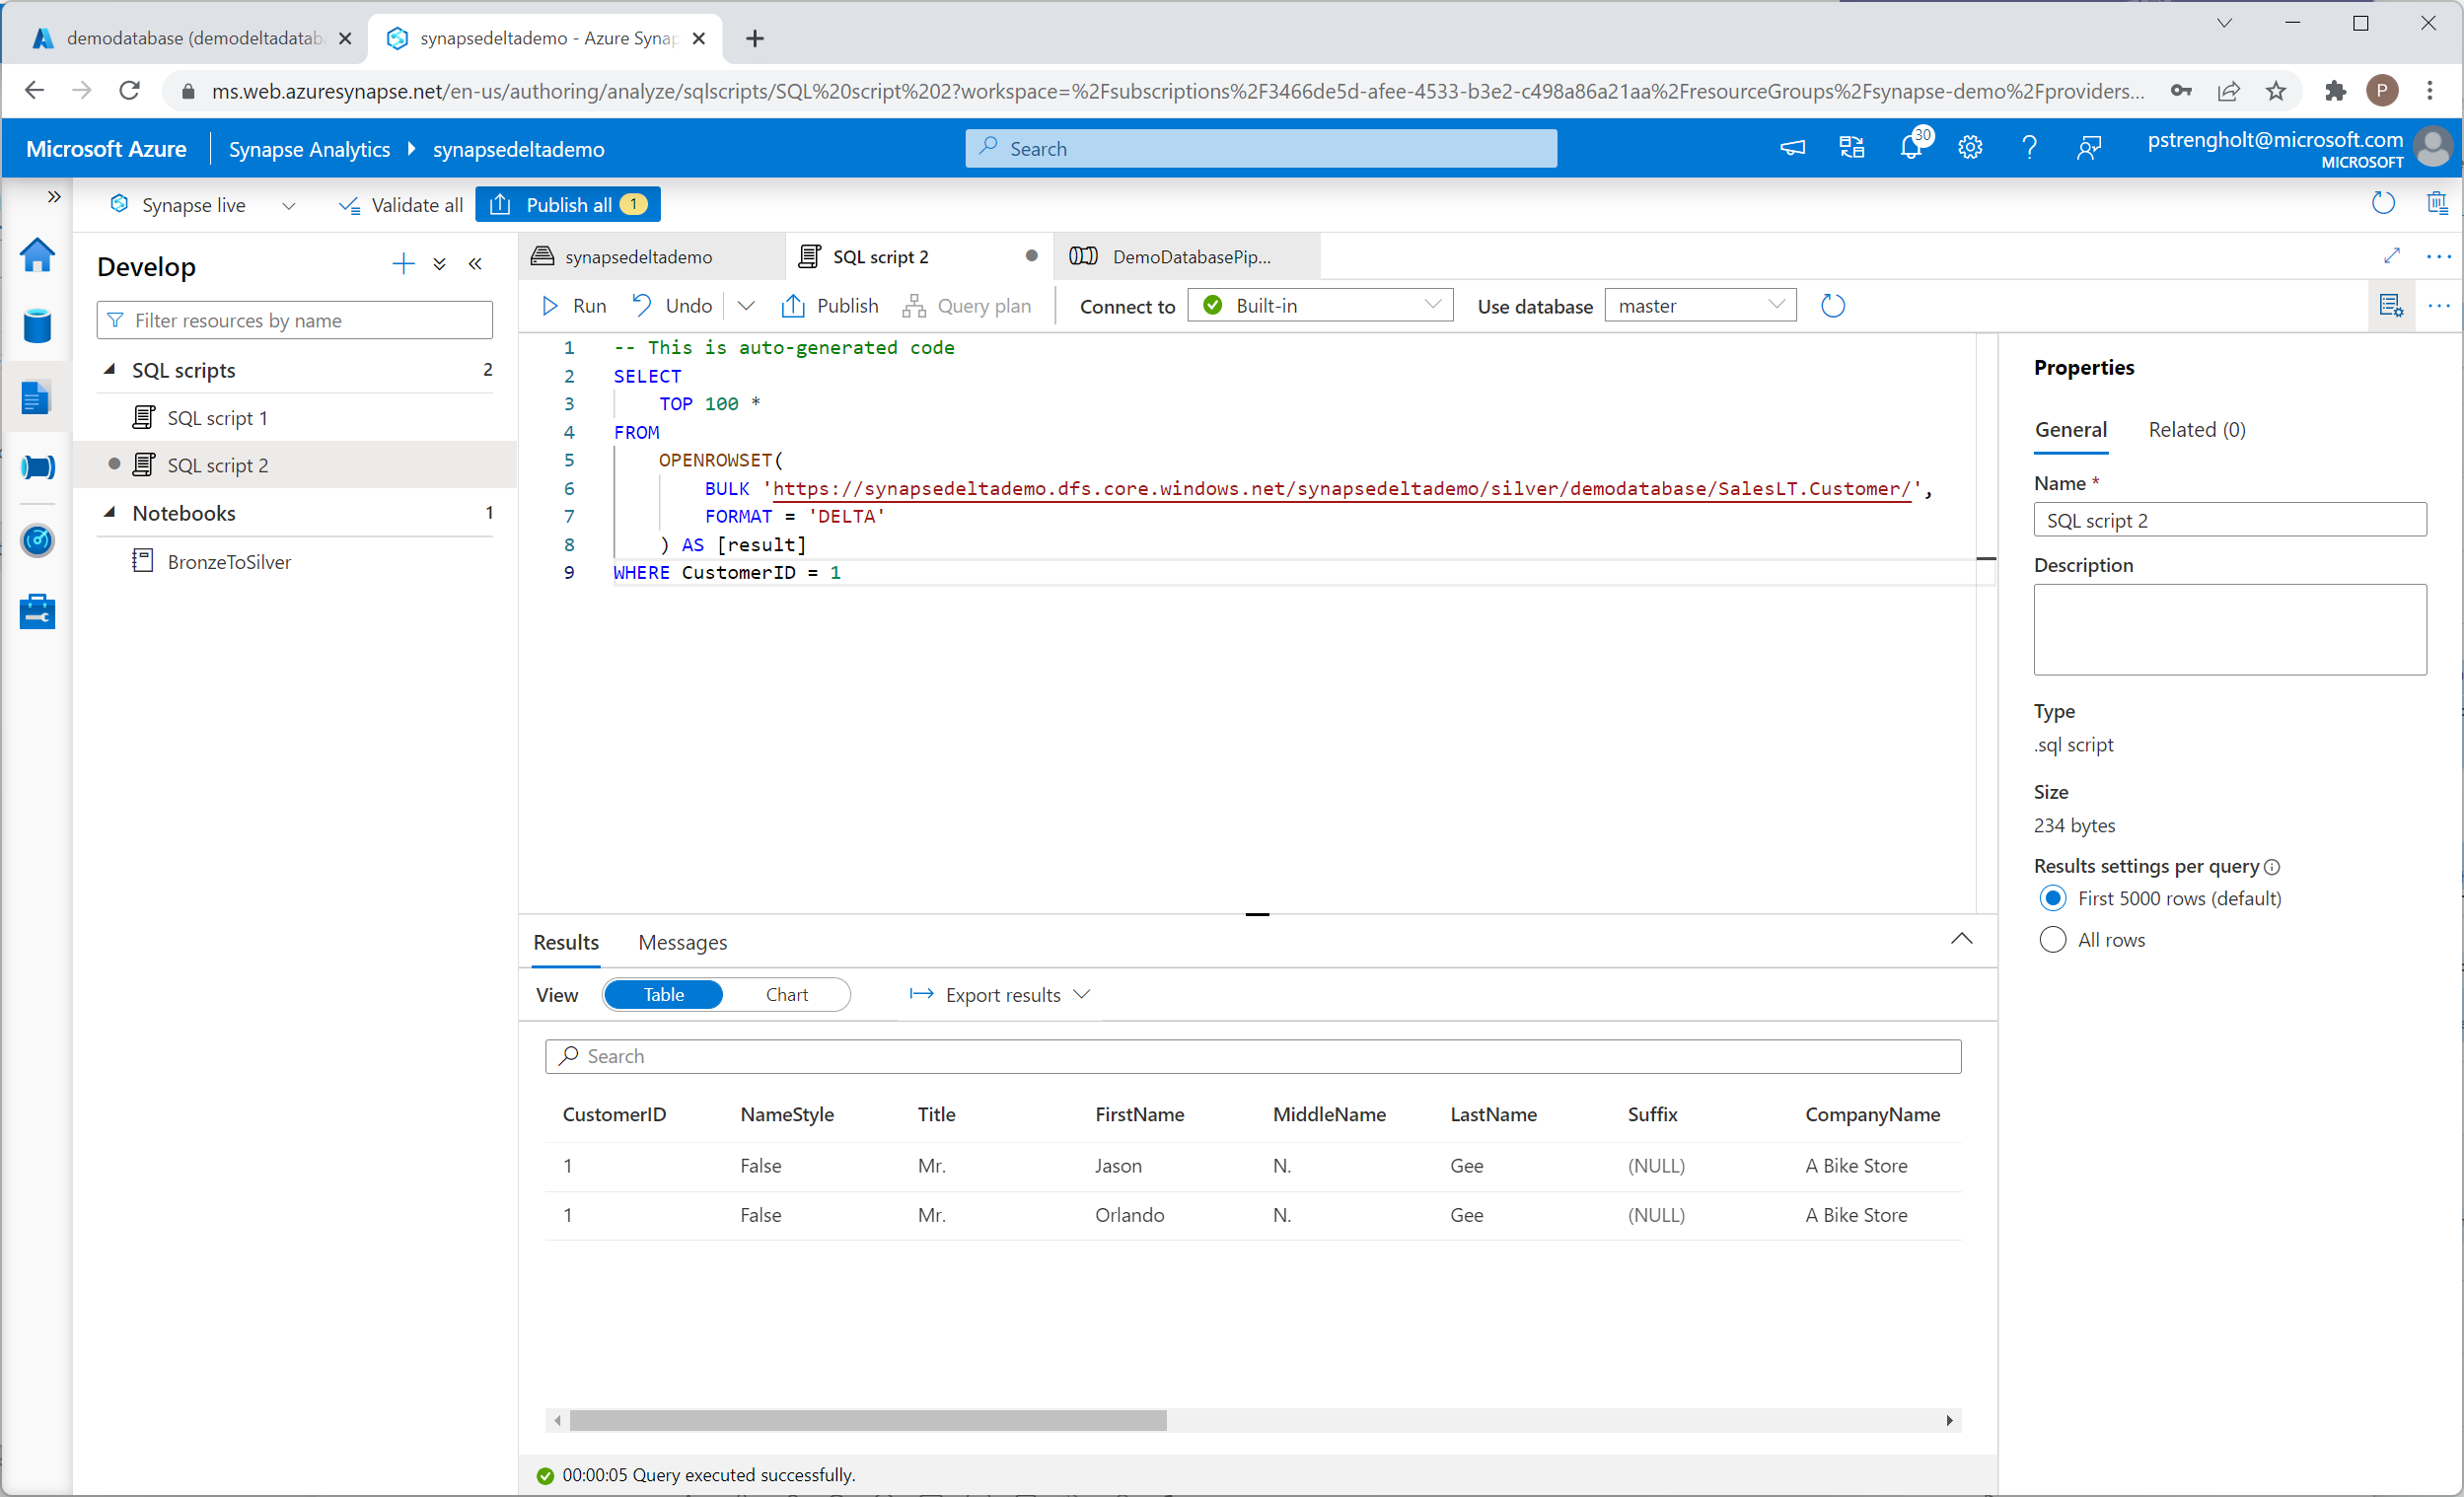 demodatabase (demodeltadatab
synapsedeltademo - Azure Synap
ms.web.azuresynapse.net/en-us/authoring/analyze/sqlscripts/SQL%20script%202?workspace=%2Fsubscriptions%2F3466de5d-afee-4533-b3e2-c498a86a21aa%2FresourceGroups%2Fsynapse-demo%2Fproviders...
P
Microsoft Azure
Synapse Analytics
synapsedeltademo
Search
30
pstrengholt@microsoft.com
MICROSOFT
Synapse live
Validate all
Publish all 1
Develop
Filter resources by name
SQL scripts 2
SQL script 1
SQL script 2
Notebooks 1
BronzeToSilver
synapsedeltademo
SQL script 2
DemoDatabasePip...
Run
Undo
Publish
Query plan
Connect to
Built-in
Use database
master
1 -- This is auto-generated code
2 SELECT
3 TOP 100 *
4 FROM
5 OPENROWSET(
6 BULK 'https://synapsedeltademo.dfs.core.windows.net/synapsedeltademo/silver/demodatabase/SalesLT.Customer/',
7 FORMAT = 'DELTA'
8 ) AS [result]
9 WHERE CustomerID = 1
Properties
General
Related (0)
Name *
SQL script 2
Description
Type
.sql script
Size
234 bytes
Results settings per query
First 5000 rows (default)
All rows
Results
Messages
View
Table
Chart
Export results
Search
CustomerID NameStyle Title FirstName MiddleName LastName Suffix CompanyName
1 False Mr. Jason N. Gee (NULL) A Bike Store
1 False Mr. Orlando N. Gee (NULL) A Bike Store
00:00:05 Query executed successfully.